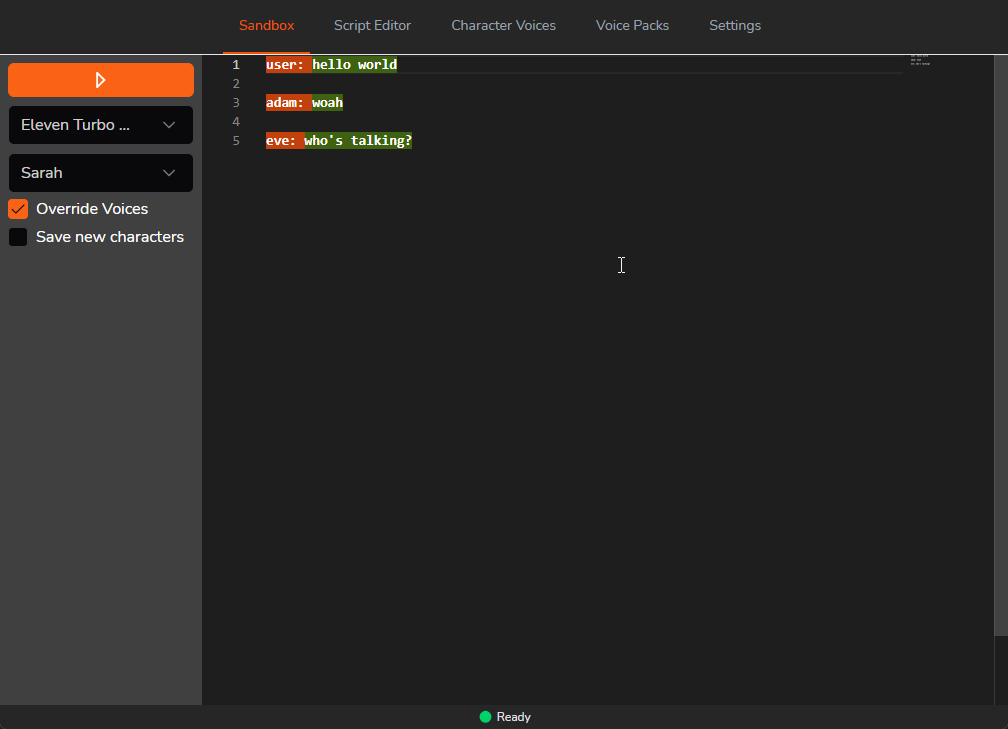 Sandbox Script Editor Character Voices Voice Packs Settings
Eleven Turbo ...
Sarah
Override Voices
Save new characters
1 user: hello world
2
3 adam: woah
4
5 eve: who's talking?
Ready